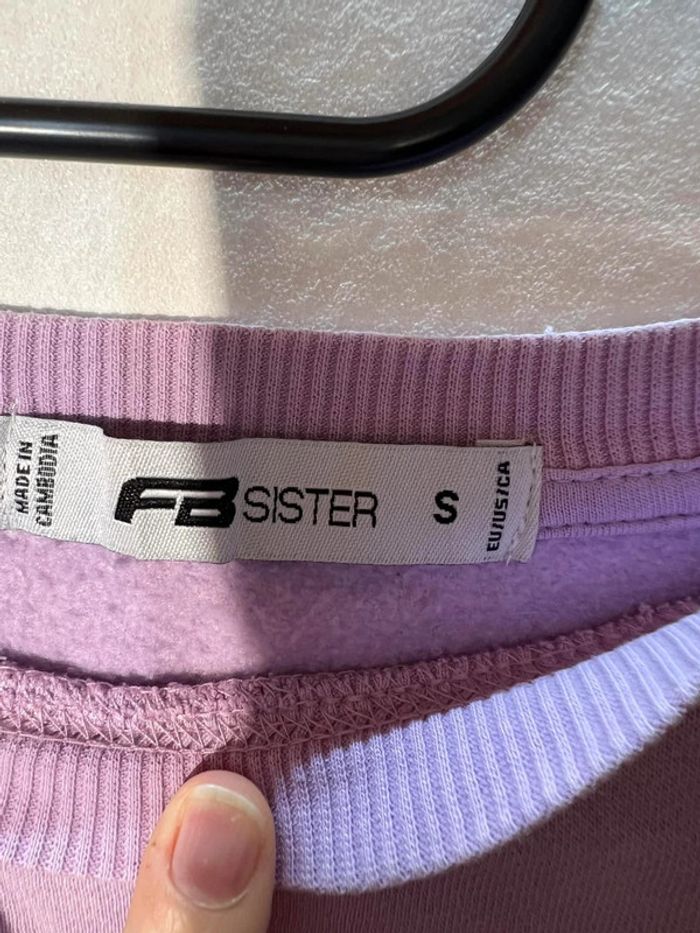 MADE IN
CAMBODIA
FB SISTER S
EU/US/CA